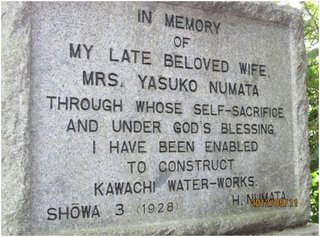 IN MEMORY
OF
MY LATE BELOVED WIFE.
MRS. YASUKO NUMATA
THROUGH WHOSE SELF-SACRIFICE
AND UNDER GOD'S BLESSING
I HAVE BEEN ENABLED
TO CONSTRUCT
KAWACHI WATER-WORKS.
H. NUMATA
SHŌWA 3 (1928)